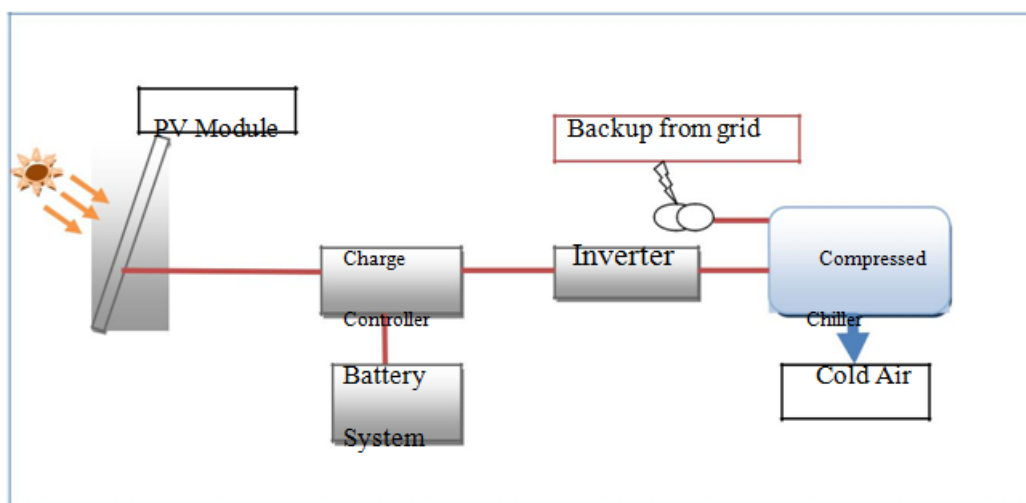 PV Module
Backup from grid
Charge
Controller
Inverter
Compressed
Chiller
Battery
System
Cold Air